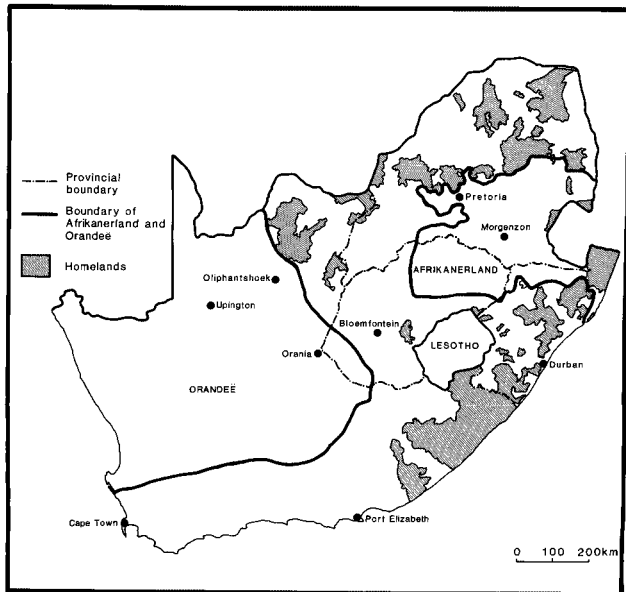 Provincial
boundary
Boundary of
Afrikanerland and
Orandeë
Homelands
Pretoria
Morgenzon
AFRIKANERLAND
Oliphantshoek
Upington
Bloemfontein
LESOTHO
Orania
Durban
ORANDEË
Cape Town
Port Elizabeth
0 100 200km